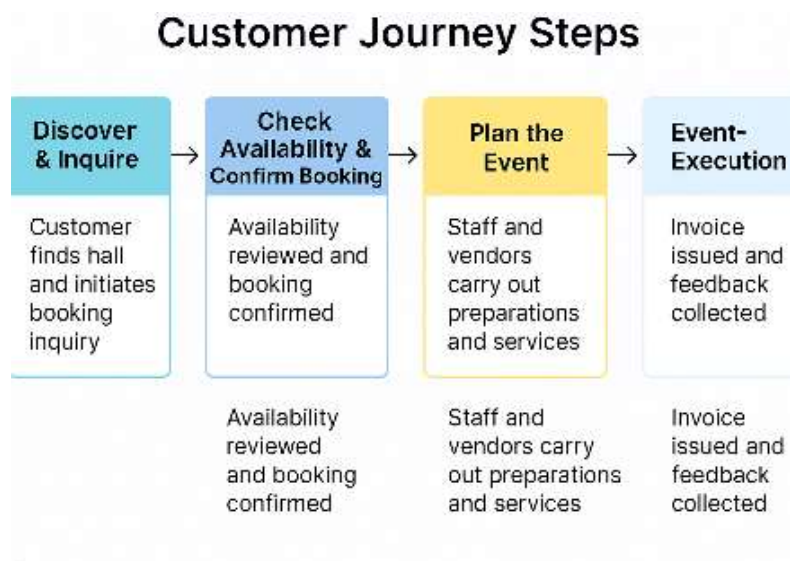 Customer Journey Steps
Discover
& Inquire
Check
Availability &
Confirm Booking
Plan the
Event
Event-
Execution
Customer
finds hall
and initiates
booking
inquiry
Availability
reviewed and
booking
confirmed
Staff and
vendors
carry out
preparations
and services
Invoice
issued and
feedback
collected
Availability
reviewed
and booking
confirmed
Staff and
vendors carry
out preparations
and services
Invoice
issued and
feedback
collected